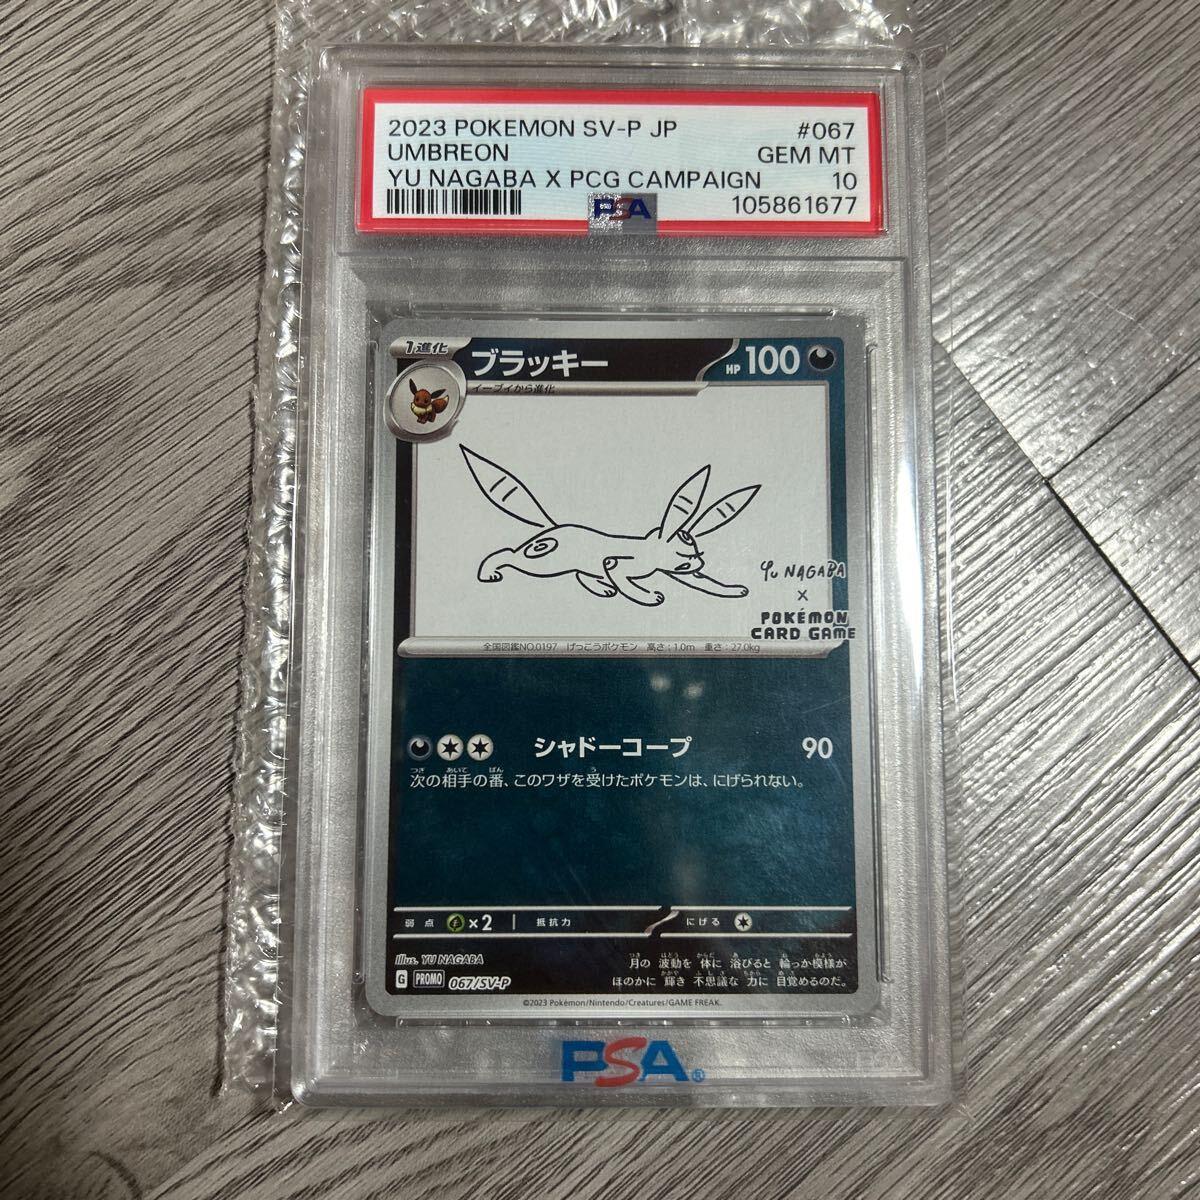 2023 POKEMON SV-P JP #067
UMBREON GEM MT
YU NAGABA X PCG CAMPAIGN 10
PSA 105861677
1進化 ブラッキー HP 100
イーブイから進化
Yu NAGABA
×
POKÉMON
CARD GAME
全国図鑑NO.0197 げっこうポケモン 高さ:1.0m 重さ:27.0kg
シャドーコープ 90
次の相手の番、このワザを受けたポケモンは、にげられない。
弱点 ×2 抵抗力 にげる
Illus. YU NAGABA
G PROMO 067/SV-P
月の波動を体に浴びると輪っか模様が
ほのかに輝き不思議な力に目覚めるのだ。
©2023 Pokémon/Nintendo/Creatures/GAME FREAK.
PSA®